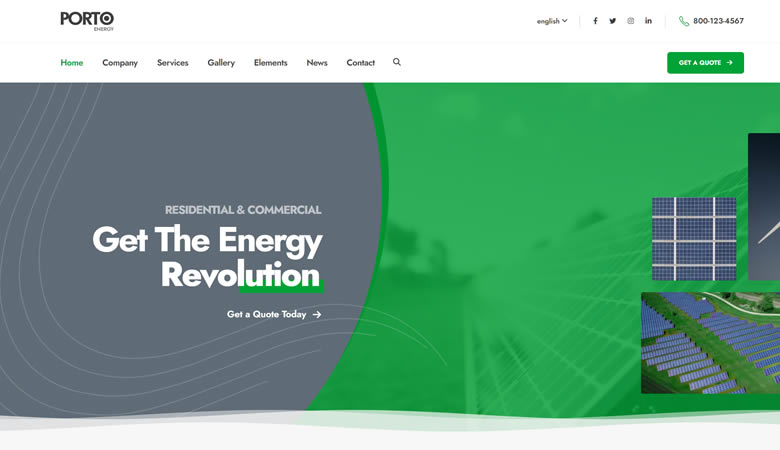 PORTO
ENERGY
english
800-123-4567
Home Company Services Gallery Elements News Contact
GET A QUOTE
RESIDENTIAL & COMMERCIAL
Get The Energy
Revolution
Get a Quote Today